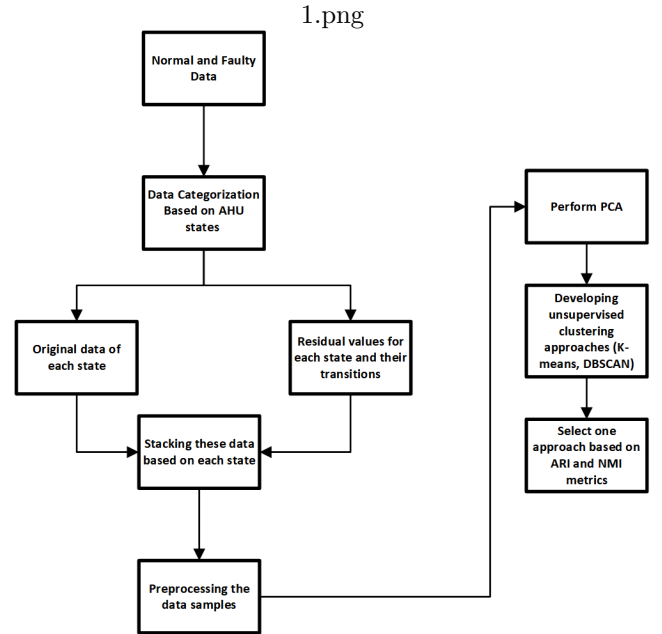 1.png
Normal and Faulty
Data
Data Categorization
Based on AHU
states
Original data of
each state
Residual values for
each state and their
transitions
Stacking these data
based on each state
Preprocessing the
data samples
Perform PCA
Developing
unsupervised
clustering
approaches (K-
means, DBSCAN)
Select one
approach based on
ARI and NMI
metrics